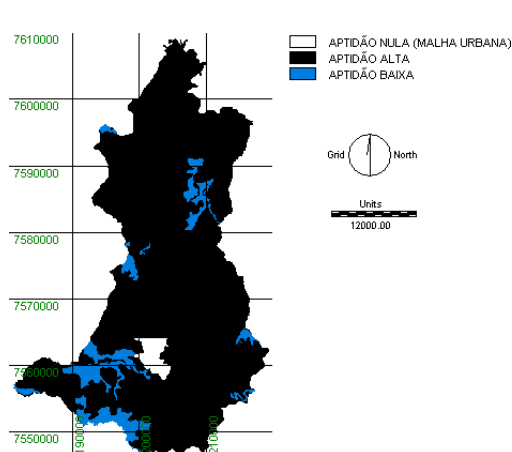 7610000
7600000
7590000
7580000
7570000
7560000
7550000
190000
200000
210000
APTIDÃO NULA (MALHA URBANA)
APTIDÃO ALTA
APTIDÃO BAIXA
Grid North
Units
12000.00